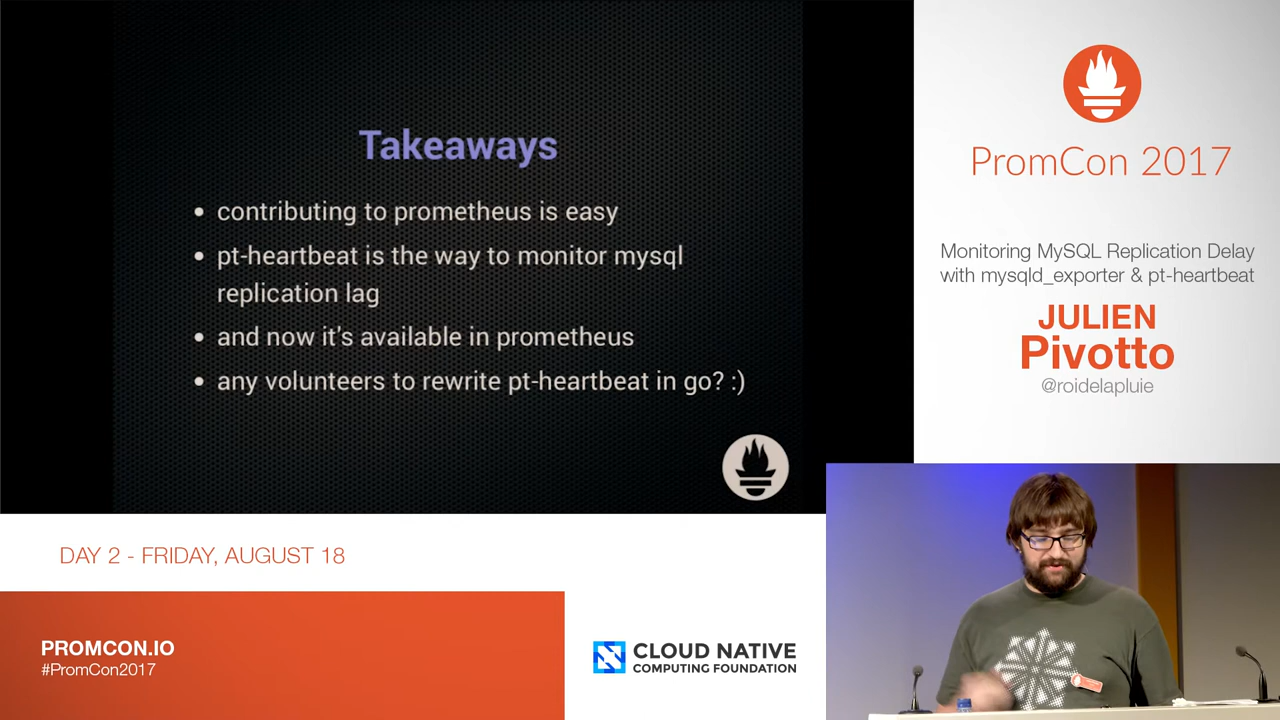 Takeaways
contributing to prometheus is easy
pt-heartbeat is the way to monitor mysql
replication lag
and now it's available in prometheus
any volunteers to rewrite pt-heartbeat in go? :)
PromCon 2017
Monitoring MySQL Replication Delay
with mysqld_exporter & pt-heartbeat
JULIEN
Pivotto
@roidelapluie
DAY 2 - FRIDAY, AUGUST 18
PROMCON.IO
#PromCon2017
CLOUD NATIVE
COMPUTING FOUNDATION